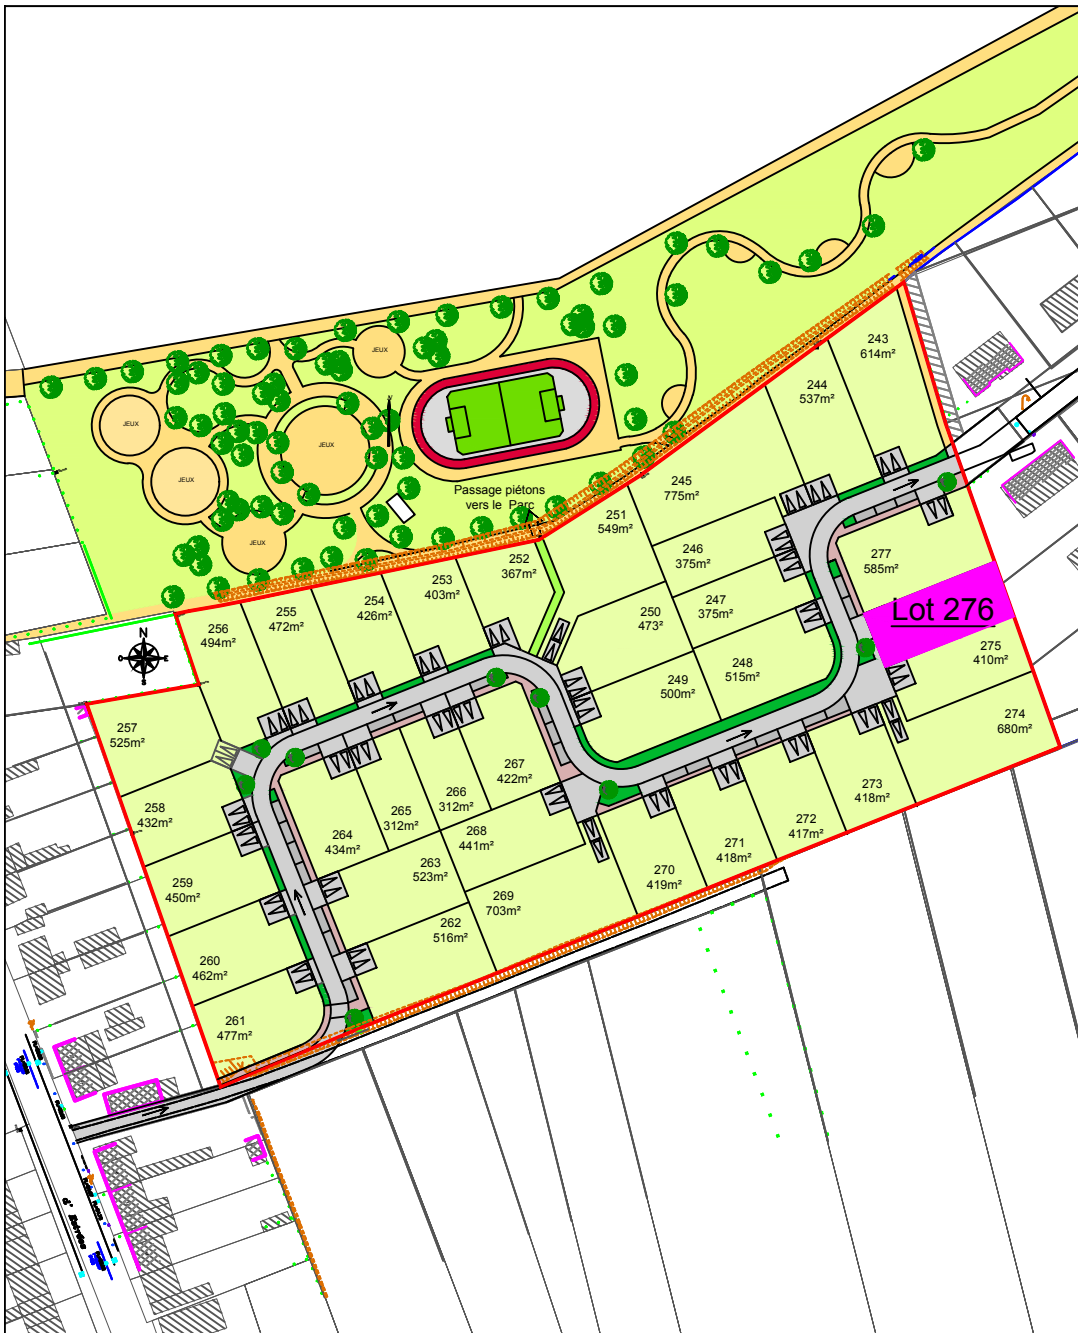 JEUX
JEUX
JEUX
JEUX
JEUX
Passage piétons
vers le Parc
243
614m²
244
537m²
245
775m²
251
549m²
246
375m²
252
367m²
253
403m²
254
426m²
255
472m²
256
494m²
277
585m²
247
375m²
250
473²
Lot 276
N
E
S
O
275
410m²
248
515m²
249
500m²
274
680m²
257
525m²
267
422m²
273
418m²
258
432m²
266
312m²
265
312m²
264
434m²
268
441m²
272
417m²
271
418m²
263
523m²
270
419m²
259
450m²
269
703m²
262
516m²
260
462m²
261
477m²